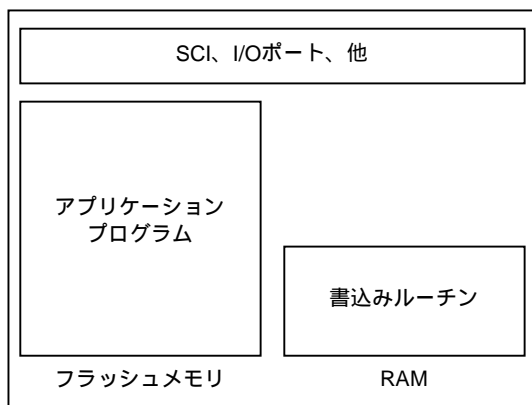 SCI、I/Oポート、他
アプリケーション
プログラム
書込みルーチン
フラッシュメモリ
RAM